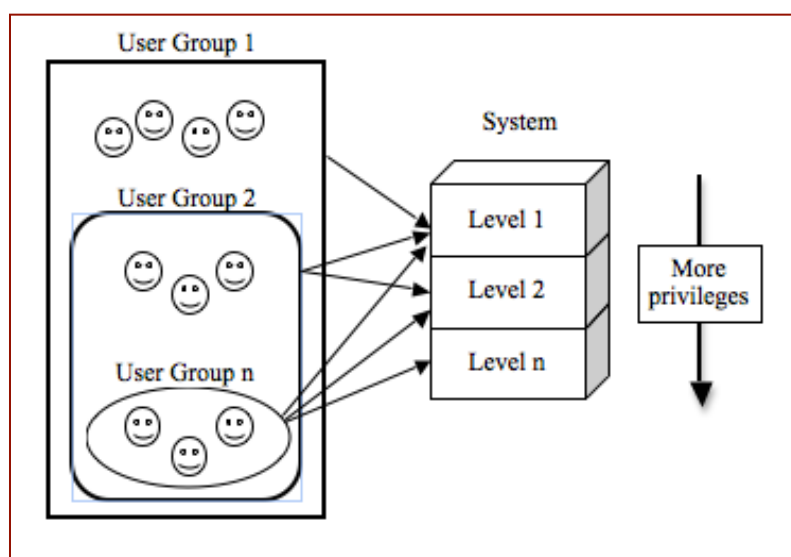 User Group 1
System
User Group 2
Level 1
More
privileges
Level 2
User Group n
Level n